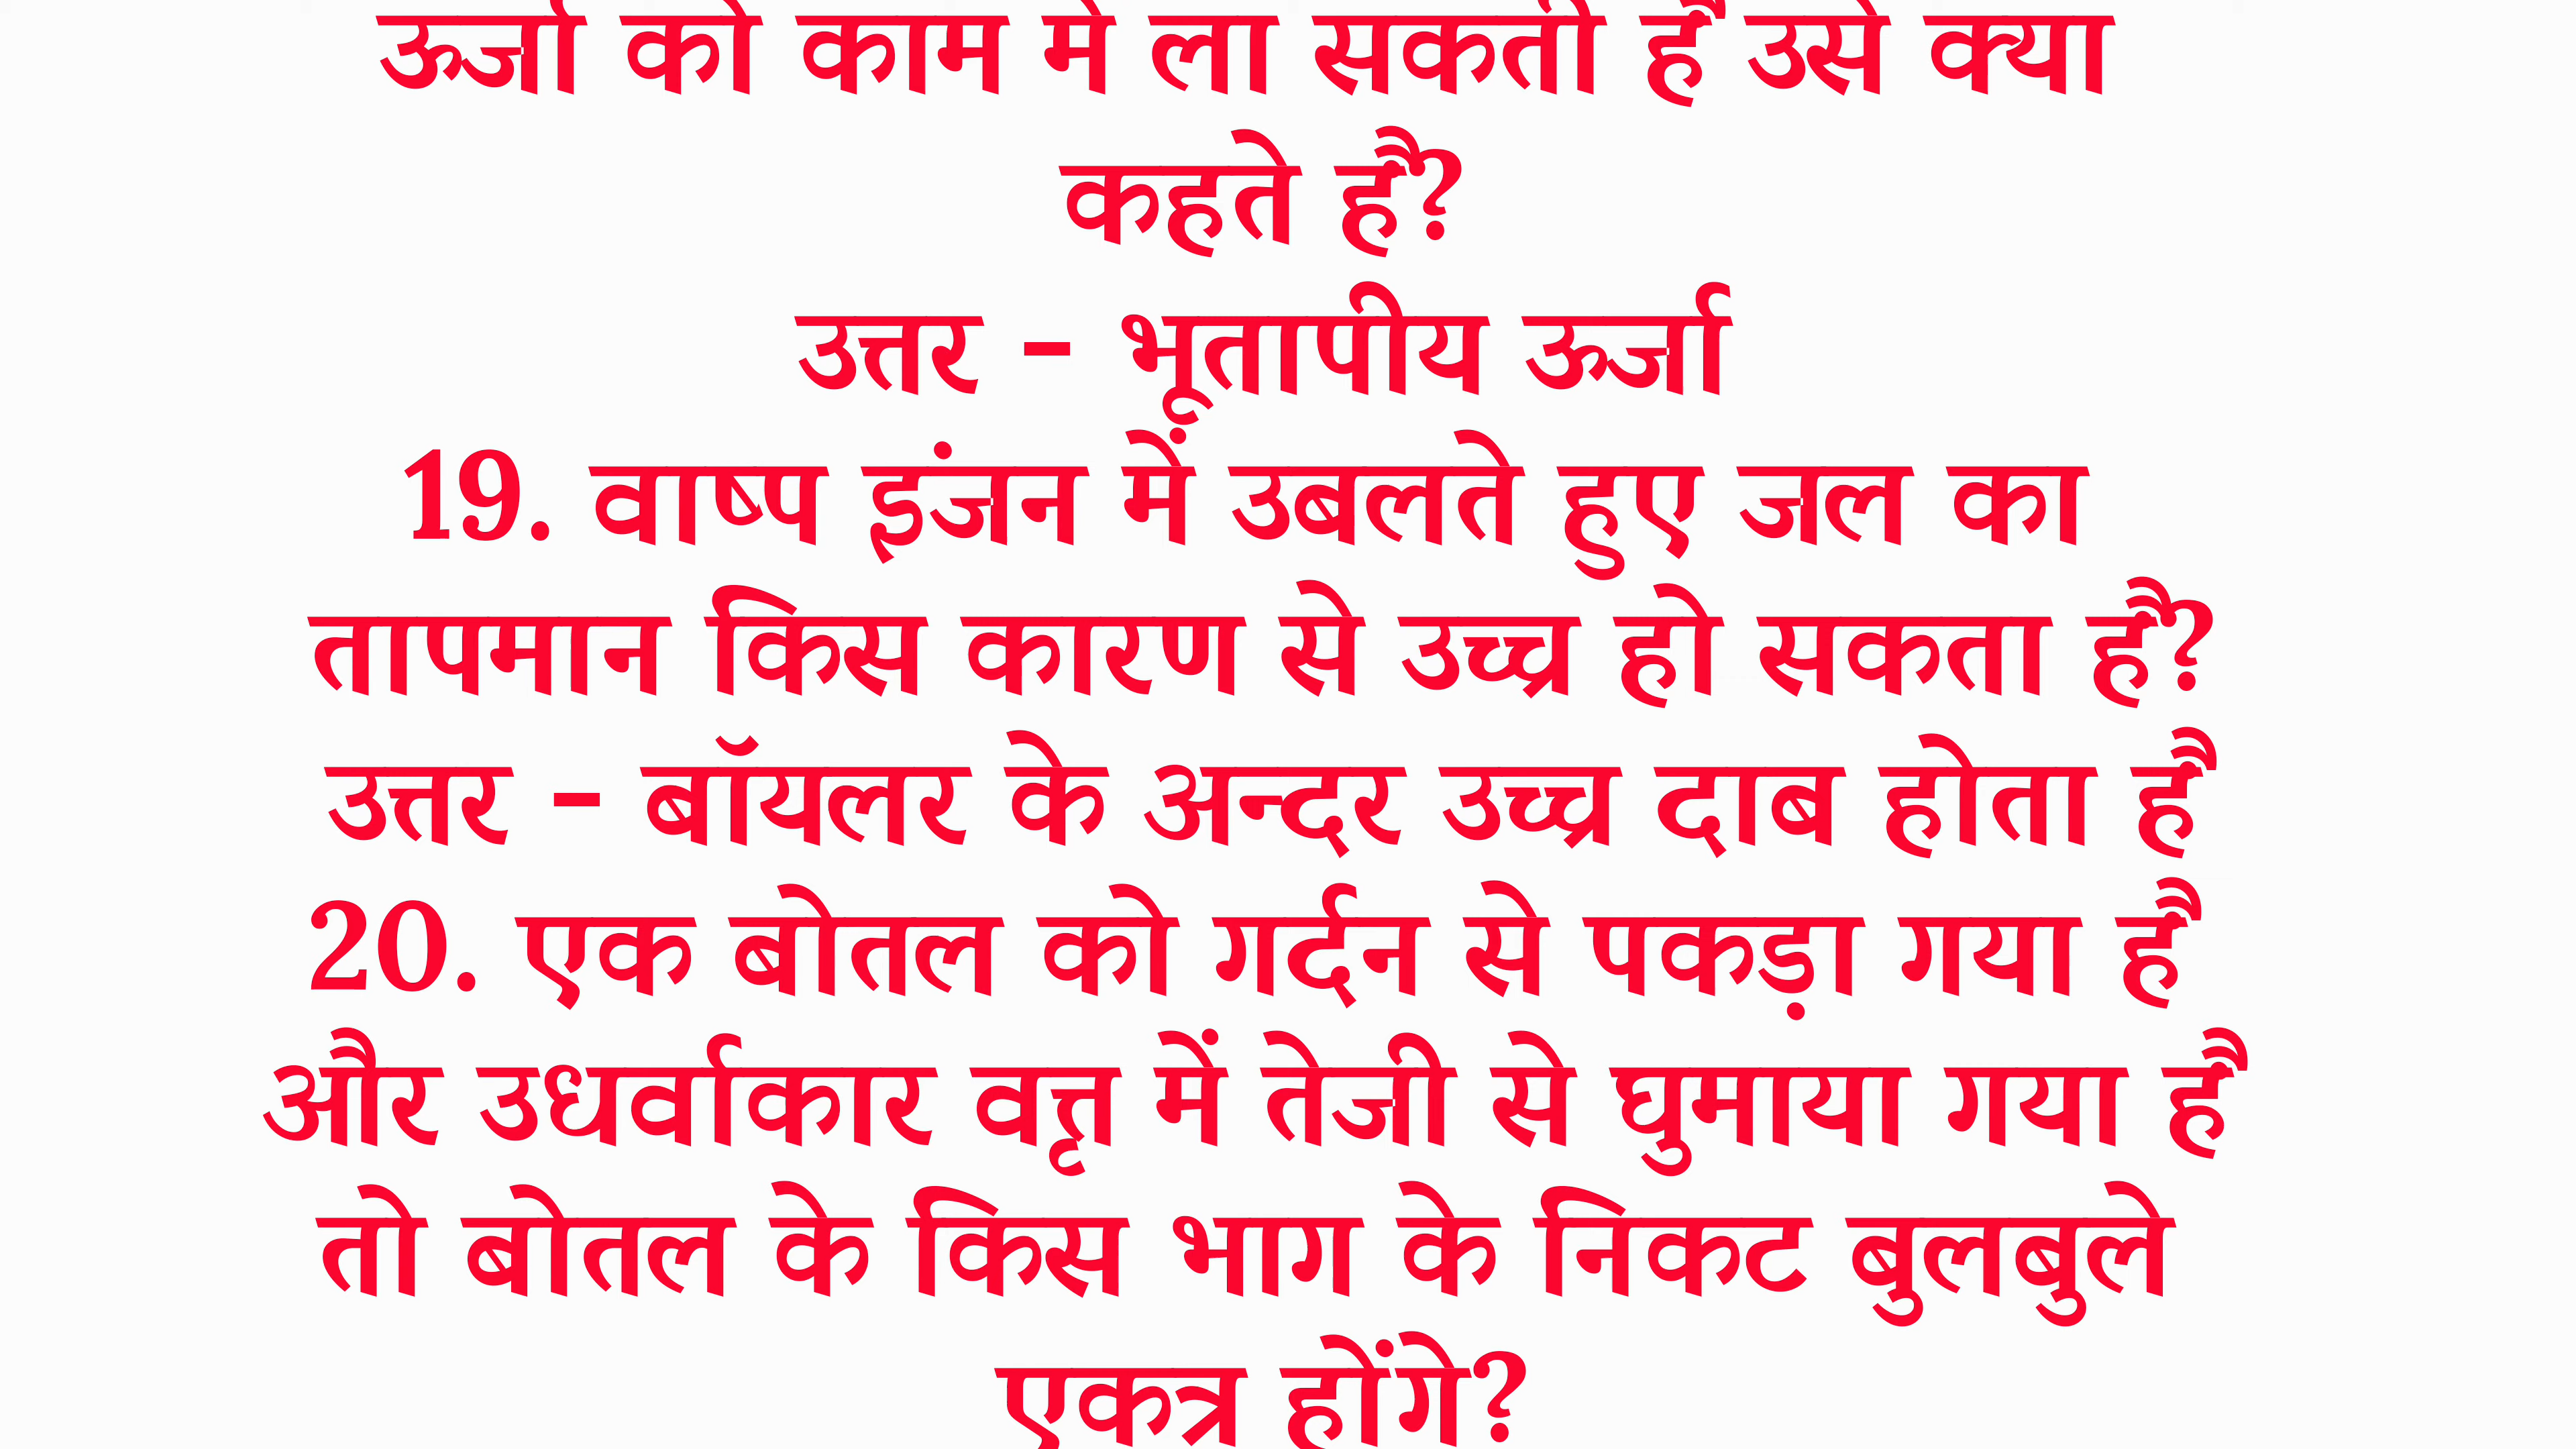 ऊर्जा को काम में ला सकती है उसे क्या
कहते है?
उत्तर - भूतापीय ऊर्जा
19. वाष्प इंजन में उबलते हुए जल का
तापमान किस कारण से उच्च्र हो सकता है?
उत्तर - बॉयलर के अन्दर उच्च्र दाब होता है
20. एक बोतल को गर्दन से पकड़ा गया है
और उधर्वाकार वत्तृ में तेजी से घुमाया गया है
तो बोतल के किस भाग के निकट बुलबुले
एकत्र होंगे?